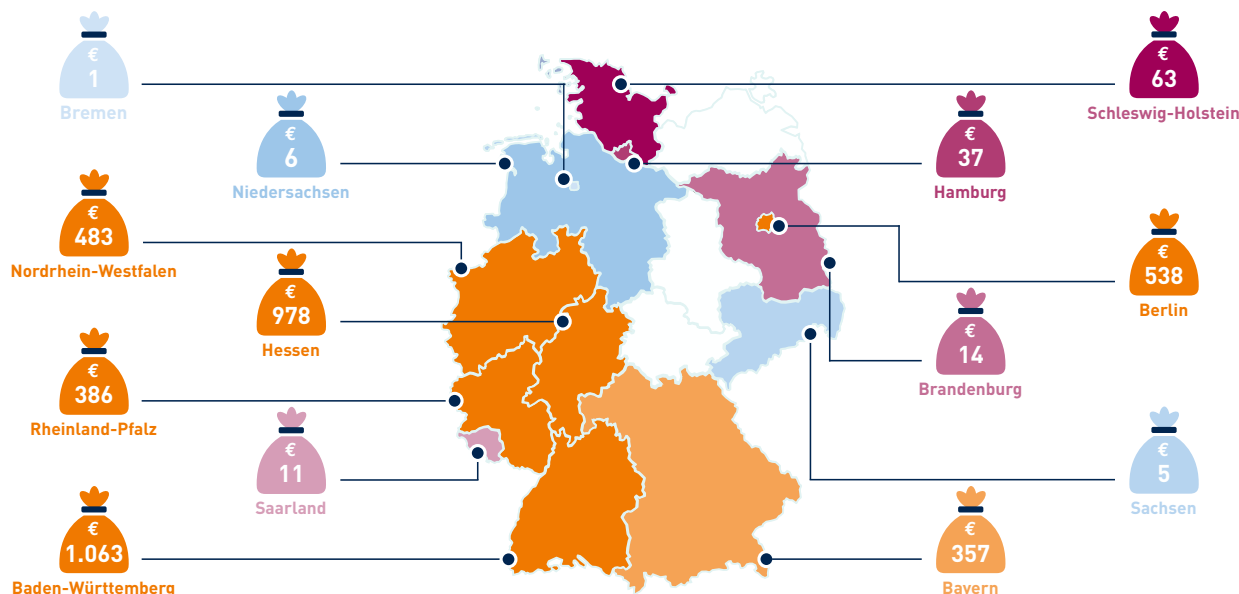 €
1
Bremen
€
63
Schleswig-Holstein
€
6
Niedersachsen
€
37
Hamburg
€
483
Nordrhein-Westfalen
€
538
Berlin
€
978
Hessen
€
14
Brandenburg
€
386
Rheinland-Pfalz
€
11
Saarland
€
5
Sachsen
€
1.063
Baden-Württemberg
€
357
Bayern